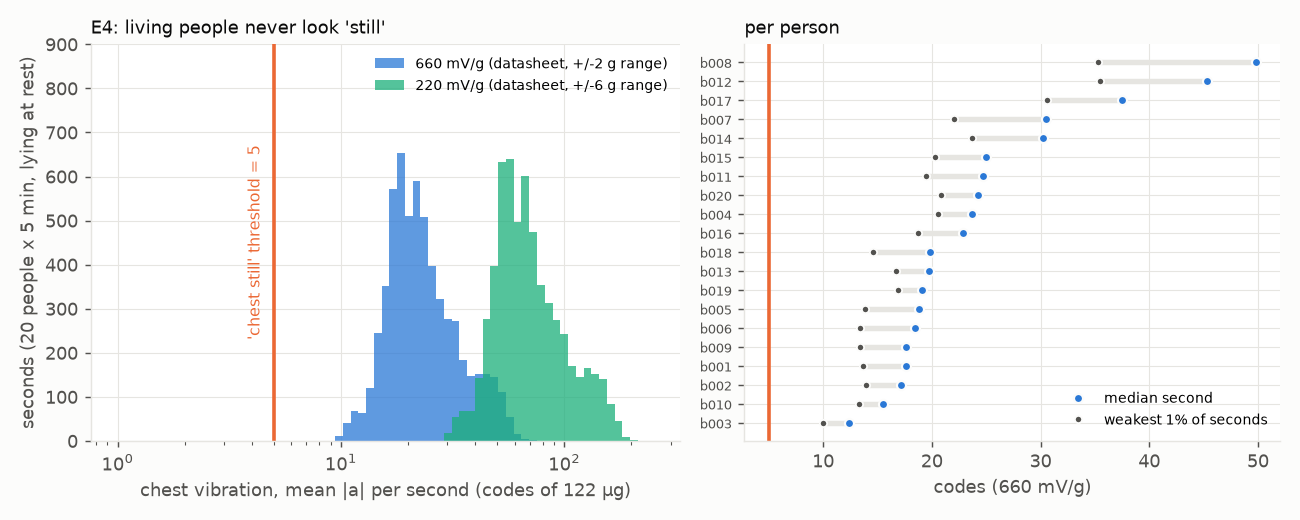 E4: living people never look 'still'
900
800
700
600
500
400
300
200
100
0
seconds (20 people x 5 min, lying at rest)
'chest still' threshold = 5
660 mV/g (datasheet, +/-2 g range)
220 mV/g (datasheet, +/-6 g range)
10⁰ 10¹ 10²
chest vibration, mean |a| per second (codes of 122 µg)
per person
b008
b012
b017
b007
b014
b015
b011
b020
b004
b016
b018
b013
b019
b005
b006
b009
b001
b002
b010
b003
median second
weakest 1% of seconds
10 20 30 40 50
codes (660 mV/g)